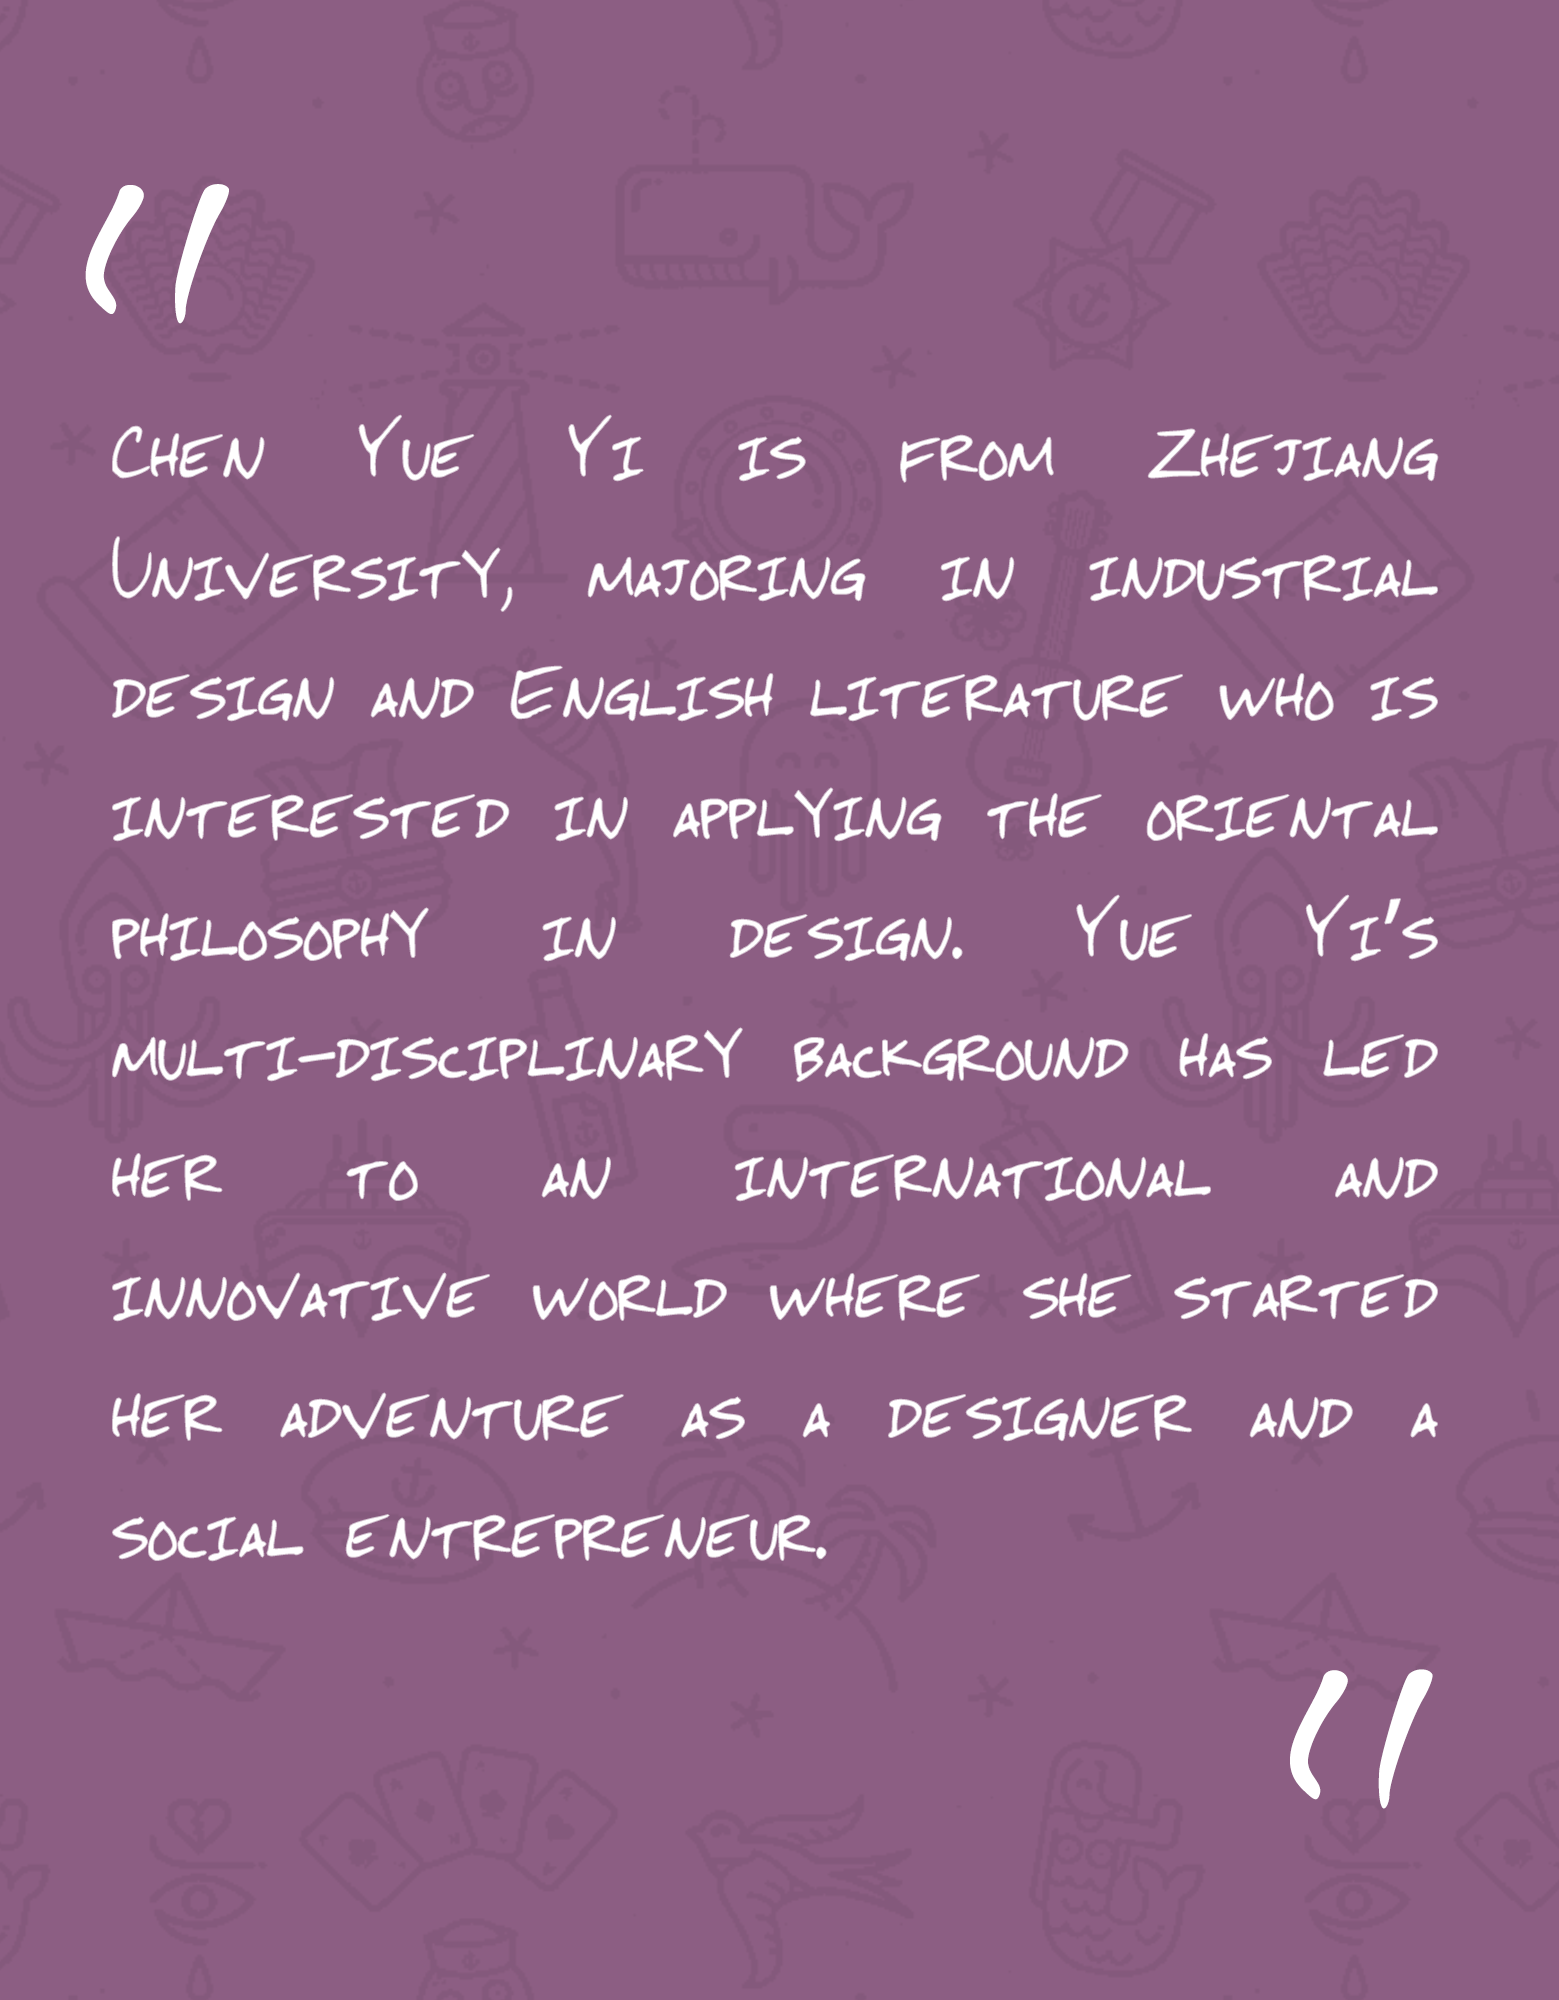 "
Chen Yue Yi is from Zhejiang
University, majoring in industrial
design and English literature who is
interested in applying the oriental
philosophy in design. Yue Yi's
multi-disciplinary background has led
her to an international and
innovative world where she started
her adventure as a designer and a
social entrepreneur.
"